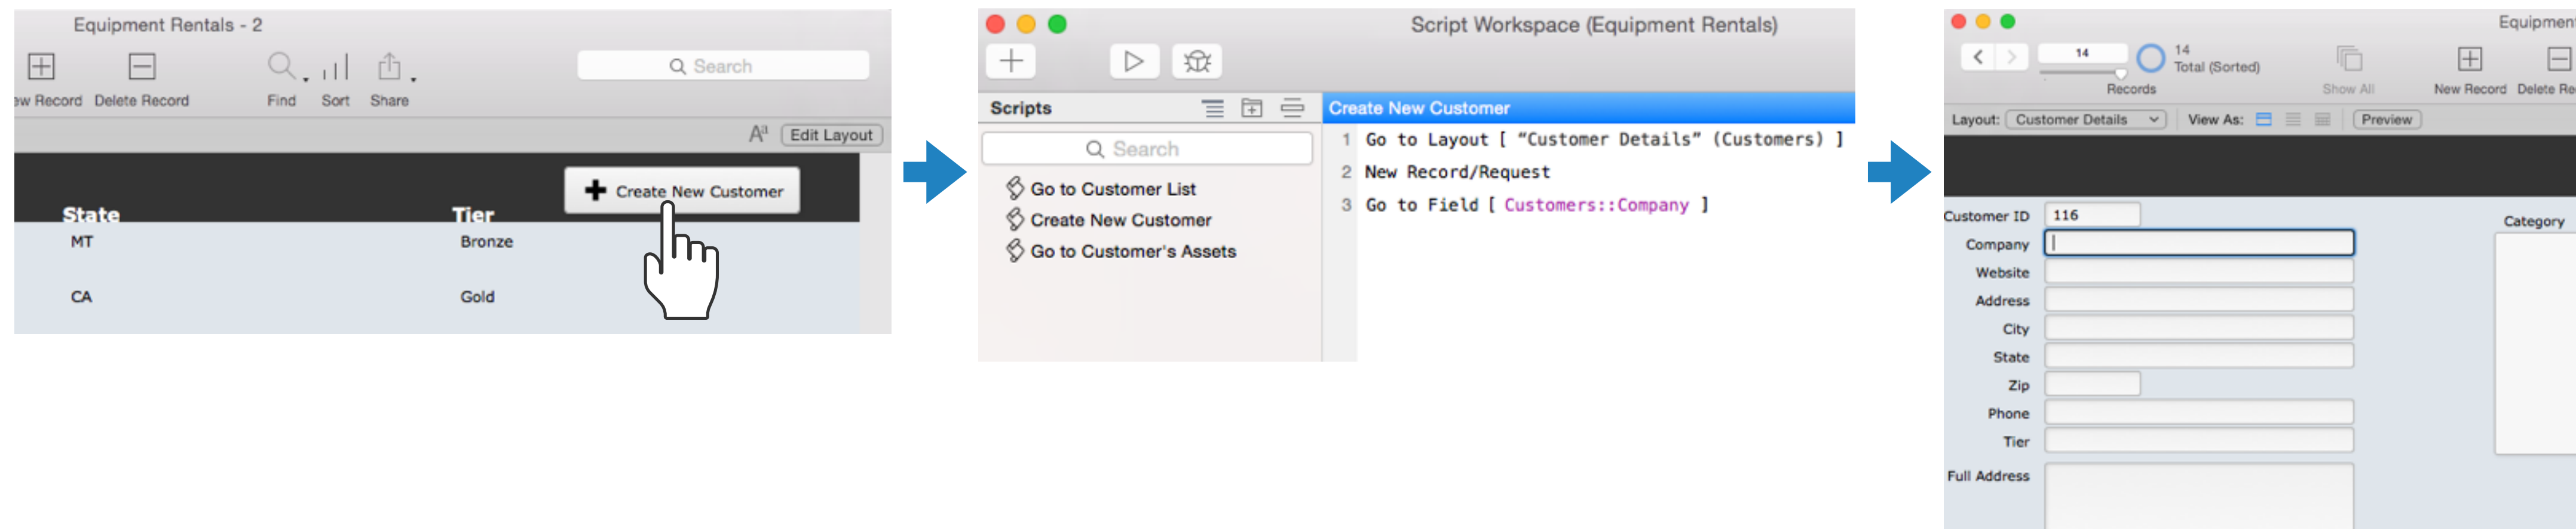 Equipment Rentals - 2
ew Record Delete Record Find Sort Share
Search
Aa Edit Layout
Create New Customer
State Tier
MT Bronze
CA Gold
Script Workspace (Equipment Rentals)
Scripts
Search
Go to Customer List
Create New Customer
Go to Customer's Assets
Create New Customer
1 Go to Layout [ “Customer Details” (Customers) ]
2 New Record/Request
3 Go to Field [ Customers::Company ]
Equipment
14
14
Total (Sorted)
Records
Show All
New Record Delete Re
Layout: Customer Details View As: Preview
Customer ID 116
Category
Company
Website
Address
City
State
Zip
Phone
Tier
Full Address